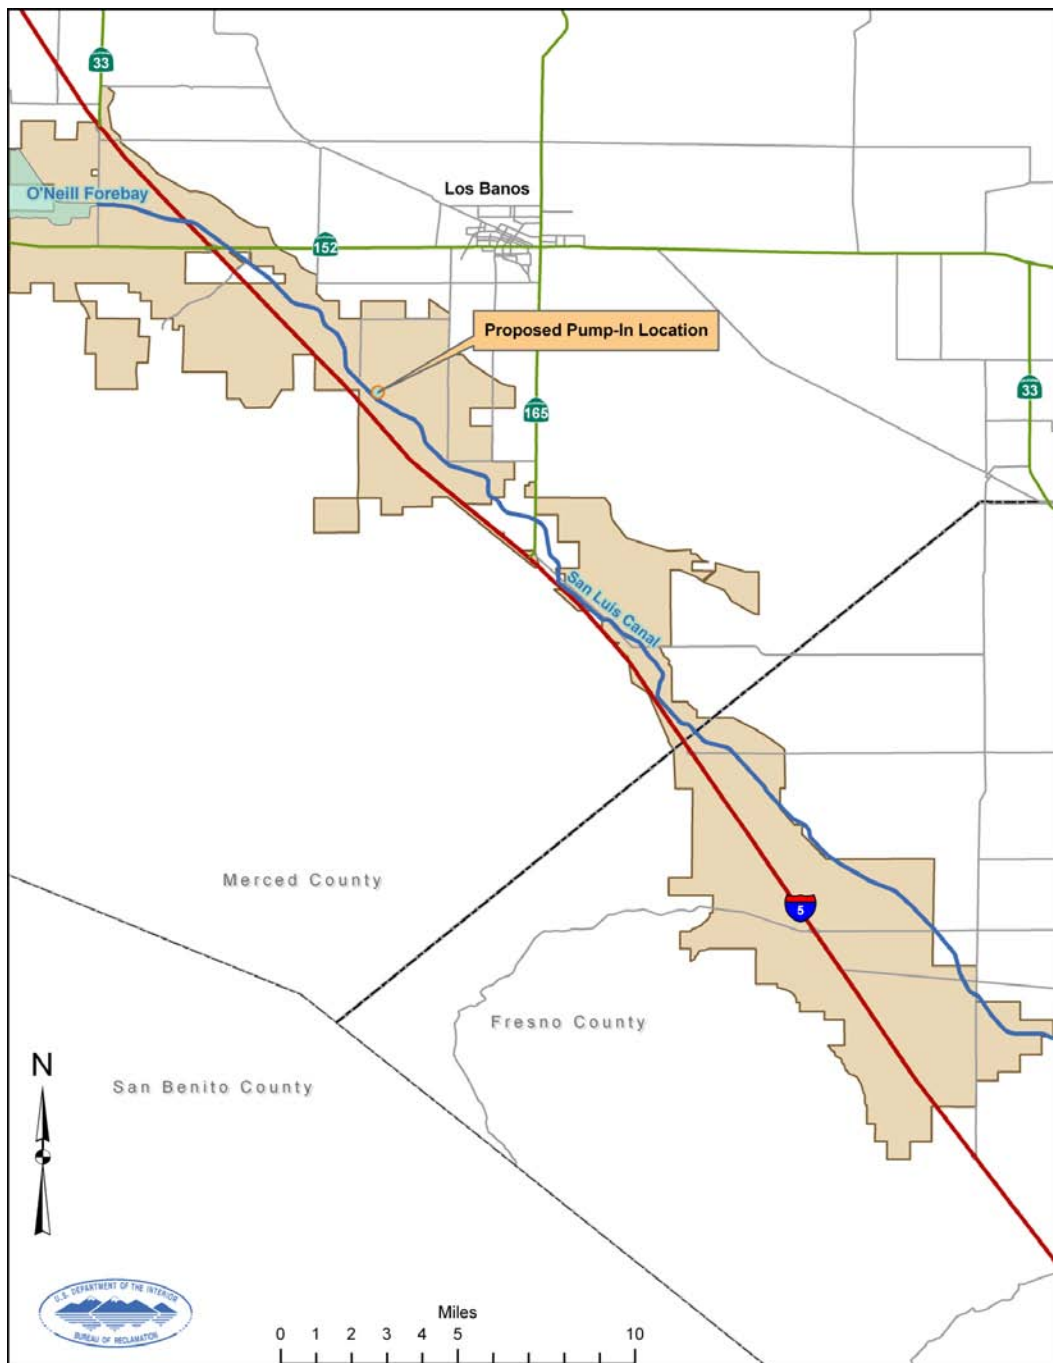 33
O'Neill Forebay
Los Banos
152
Proposed Pump-In Location
33
165
San Luis Canal
Merced County
5
Fresno County
N
San Benito County
U.S. DEPARTMENT OF THE INTERIOR
BUREAU OF RECLAMATION
Miles
0 1 2 3 4 5 10